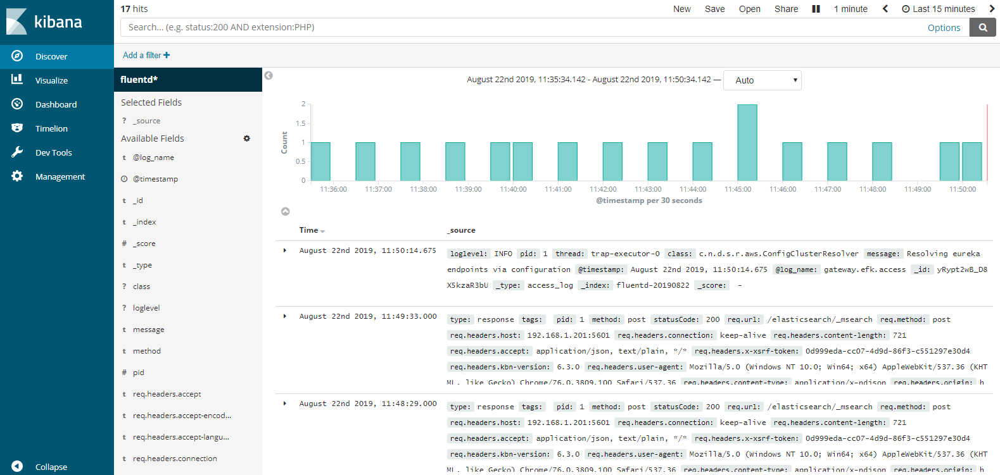 kibana
Discover
Visualize
Dashboard
Timelion
Dev Tools
Management
Collapse
17 hits
New Save Open Share 1 minute Last 15 minutes
Search... (e.g. status:200 AND extension:PHP)
Options
Add a filter +
fluentd*
Selected Fields
? _source
Available Fields
t @log_name
@timestamp
t _id
t _index
# _score
t _type
? class
? loglevel
t message
t method
# pid
t req.headers.accept
t req.headers.accept-encod...
t req.headers.accept-langu...
t req.headers.connection
August 22nd 2019, 11:35:34.142 - August 22nd 2019, 11:50:34.142 — Auto
2
1.5
1
0.5
0
Count
11:36:00 11:37:00 11:38:00 11:39:00 11:40:00 11:41:00 11:42:00 11:43:00 11:44:00 11:45:00 11:46:00 11:47:00 11:48:00 11:49:00 11:50:00
@timestamp per 30 seconds
Time _source
August 22nd 2019, 11:50:14.675
loglevel: INFO pid: 1 thread: trap-executor-0 class: c.n.d.s.r.aws.ConfigClusterResolver message: Resolving eureka
endpoints via configuration @timestamp: August 22nd 2019, 11:50:14.675 @log_name: gateway.efk.access _id: yRypt2wB_D8
X5kzaR3bU _type: access_log _index: fluentd-20190822 _score: -
August 22nd 2019, 11:49:33.000
type: response tags: pid: 1 method: post statusCode: 200 req.url: /elasticsearch/_msearch req.method: post
req.headers.host: 192.168.1.201:5601 req.headers.connection: keep-alive req.headers.content-length: 721
req.headers.accept: application/json, text/plain, */* req.headers.x-xsrf-token: 0d999eda-cc07-4d9d-86f3-c551297e30d4
req.headers.kbn-version: 6.3.0 req.headers.user-agent: Mozilla/5.0 (Windows NT 10.0; Win64; x64) AppleWebKit/537.36 (KHT
ML, like Gecko) Chrome/76.0.3809.100 Safari/537.36 req.headers.content-type: application/x-ndjson req.headers.origin: h
August 22nd 2019, 11:48:29.000
type: response tags: pid: 1 method: post statusCode: 200 req.url: /elasticsearch/_msearch req.method: post
req.headers.host: 192.168.1.201:5601 req.headers.connection: keep-alive req.headers.content-length: 721
req.headers.accept: application/json, text/plain, */* req.headers.x-xsrf-token: 0d999eda-cc07-4d9d-86f3-c551297e30d4
req.headers.kbn-version: 6.3.0 req.headers.user-agent: Mozilla/5.0 (Windows NT 10.0; Win64; x64) AppleWebKit/537.36 (KHT
ML, like Gecko) Chrome/76.0.3809.100 Safari/537.36 req.headers.content-type: application/x-ndjson req.headers.origin: h